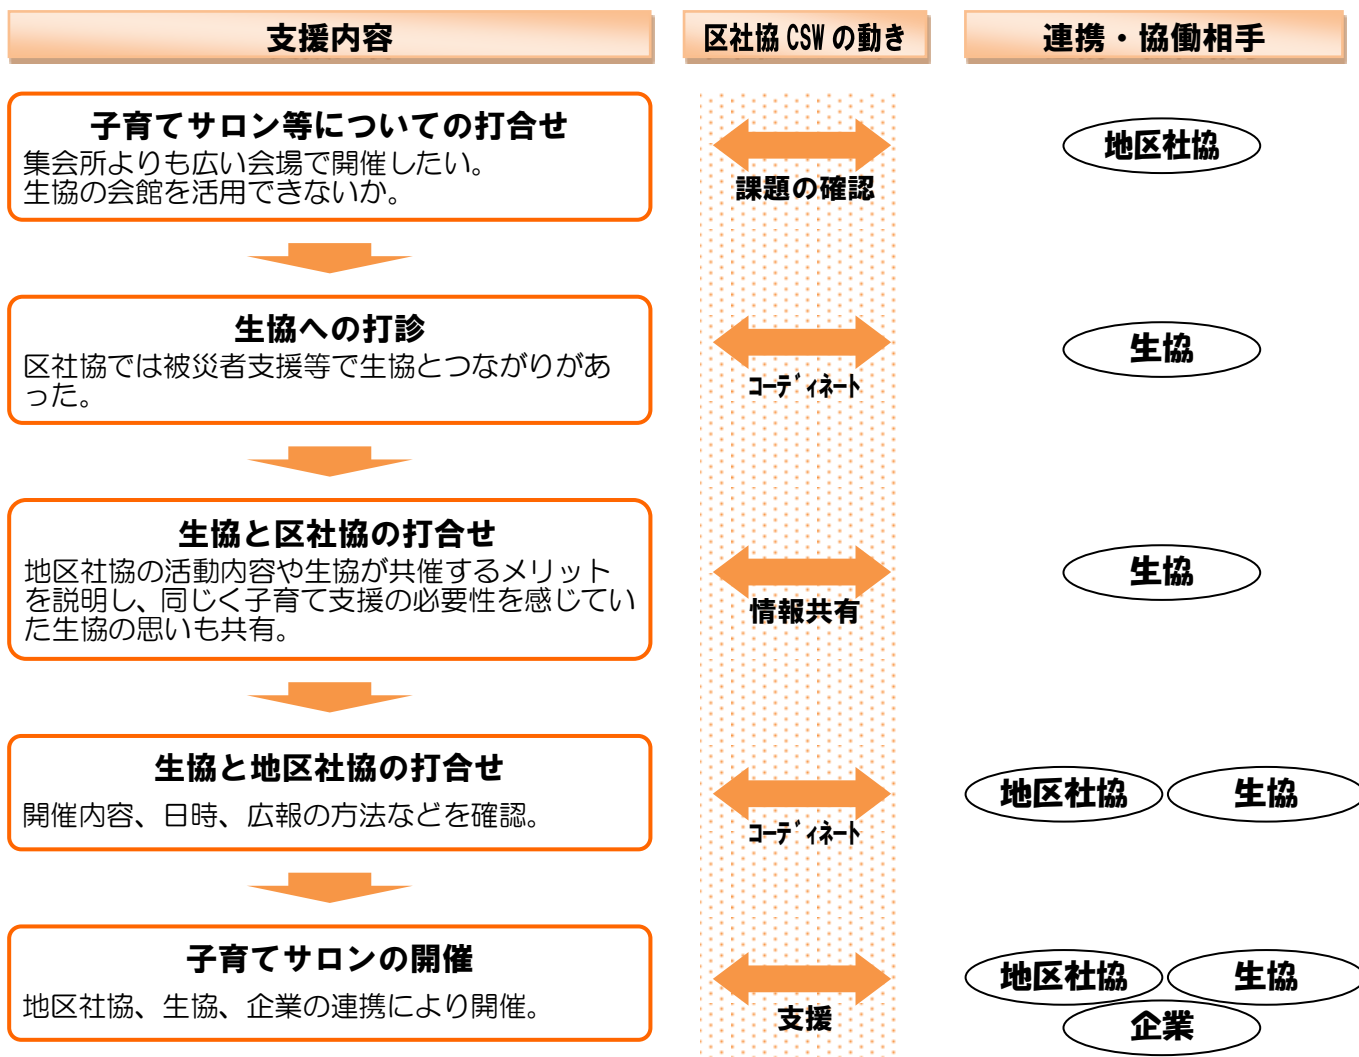 支援内容
区社協 CSW の動き
連携・協働相手
子育てサロン等についての打合せ
集会所よりも広い会場で開催したい。
生協の会館を活用できないか。
課題の確認
地区社協
生協への打診
区社協では被災者支援等で生協とつながりがあ
った。
コーディネート
生協
生協と区社協の打合せ
地区社協の活動内容や生協が共催するメリット
を説明し、同じく子育て支援の必要性を感じてい
た生協の思いも共有。
情報共有
生協
生協と地区社協の打合せ
開催内容、日時、広報の方法などを確認。
コーディネート
地区社協
生協
子育てサロンの開催
地区社協、生協、企業の連携により開催。
支援
地区社協
生協
企業